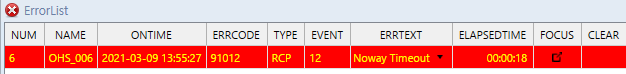 ErrorList
NUM NAME ONTIME ERRCODE TYPE EVENT ERRTEXT ELAPSEDTIME FOCUS CLEAR
6 OHS_006 2021-03-09 13:55:27 91012 RCP 12 Noway Timeout 00:00:18